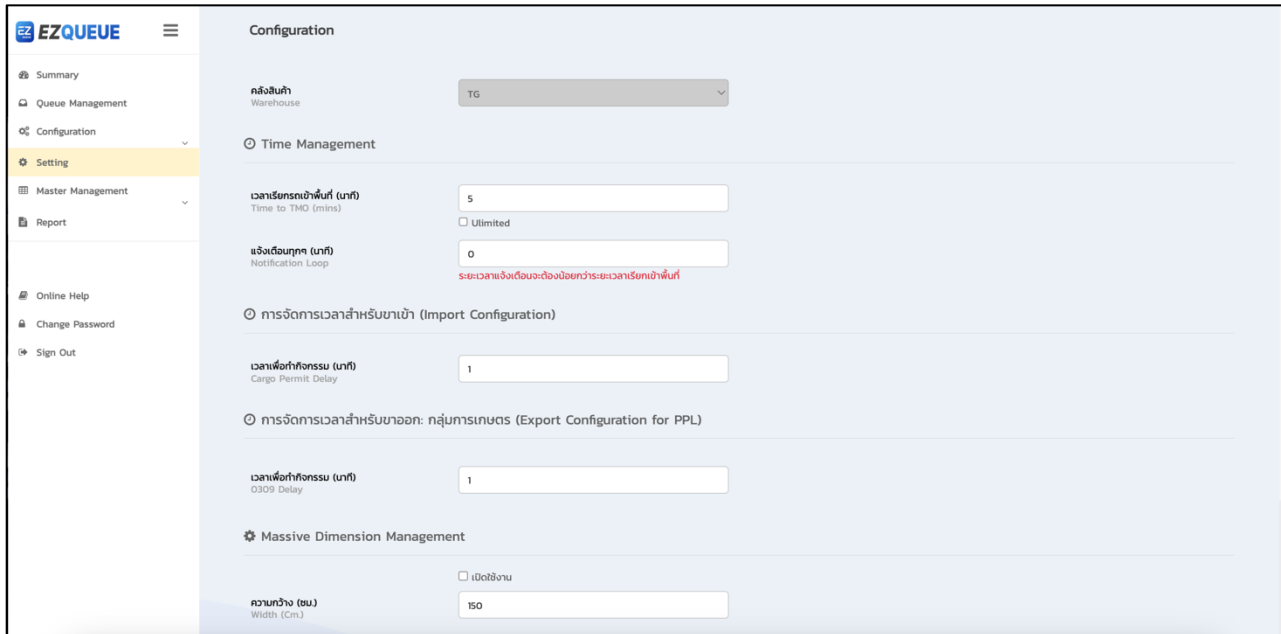 EZ EZQUEUE
Summary
Queue Management
Configuration
Setting
Master Management
Report
Online Help
Change Password
Sign Out
Configuration
คลังสินค้า
Warehouse
TG
Time Management
เวลาเรียกรถเข้าพื้นที่ (นาที)
Time to TMO (mins)
5
Ulimited
แจ้งเตือนทุกๆ (นาที)
Notification Loop
0
ระยะเวลาแจ้งเตือนจะต้องน้อยกว่าระยะเวลาเรียกเข้าพื้นที่
การจัดการเวลาสำหรับขาเข้า (Import Configuration)
เวลาเพื่อทำกิจกรรม (นาที)
Cargo Permit Delay
1
การจัดการเวลาสำหรับขาออก: กลุ่มการเกษตร (Export Configuration for PPL)
เวลาเพื่อทำกิจกรรม (นาที)
0309 Delay
1
Massive Dimension Management
เปิดใช้งาน
ความกว้าง (ซม.)
Width (Cm.)
150